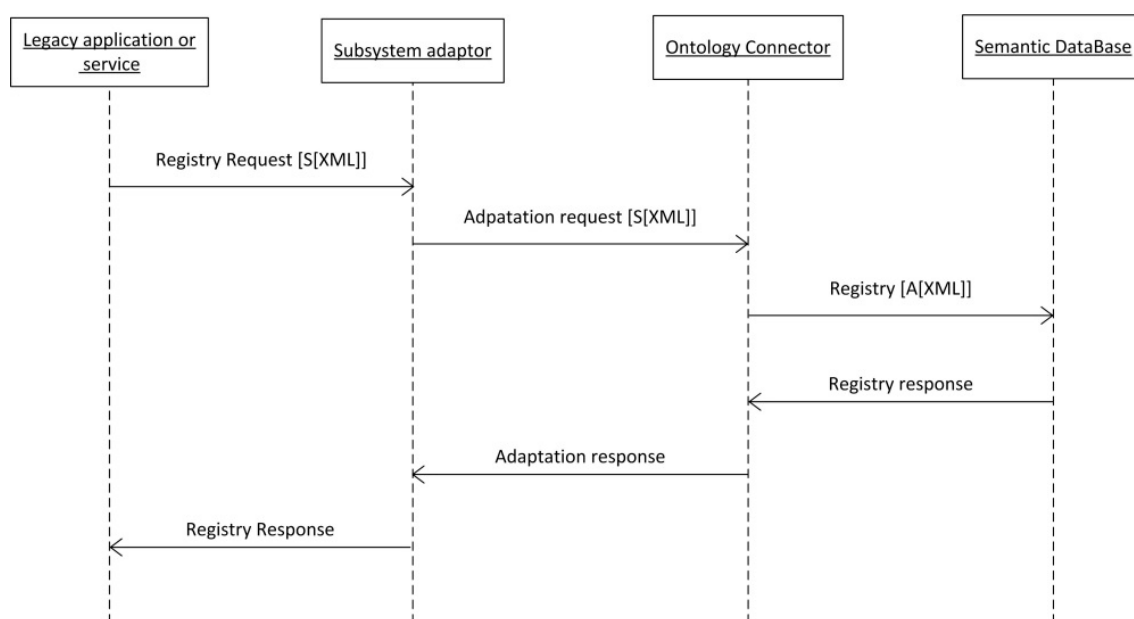 Legacy application or
service
Subsystem adaptor
Ontology Connector
Semantic DataBase
Registry Request [S[XML]]
Adpatation request [S[XML]]
Registry [A[XML]]
Registry response
Adaptation response
Registry Response